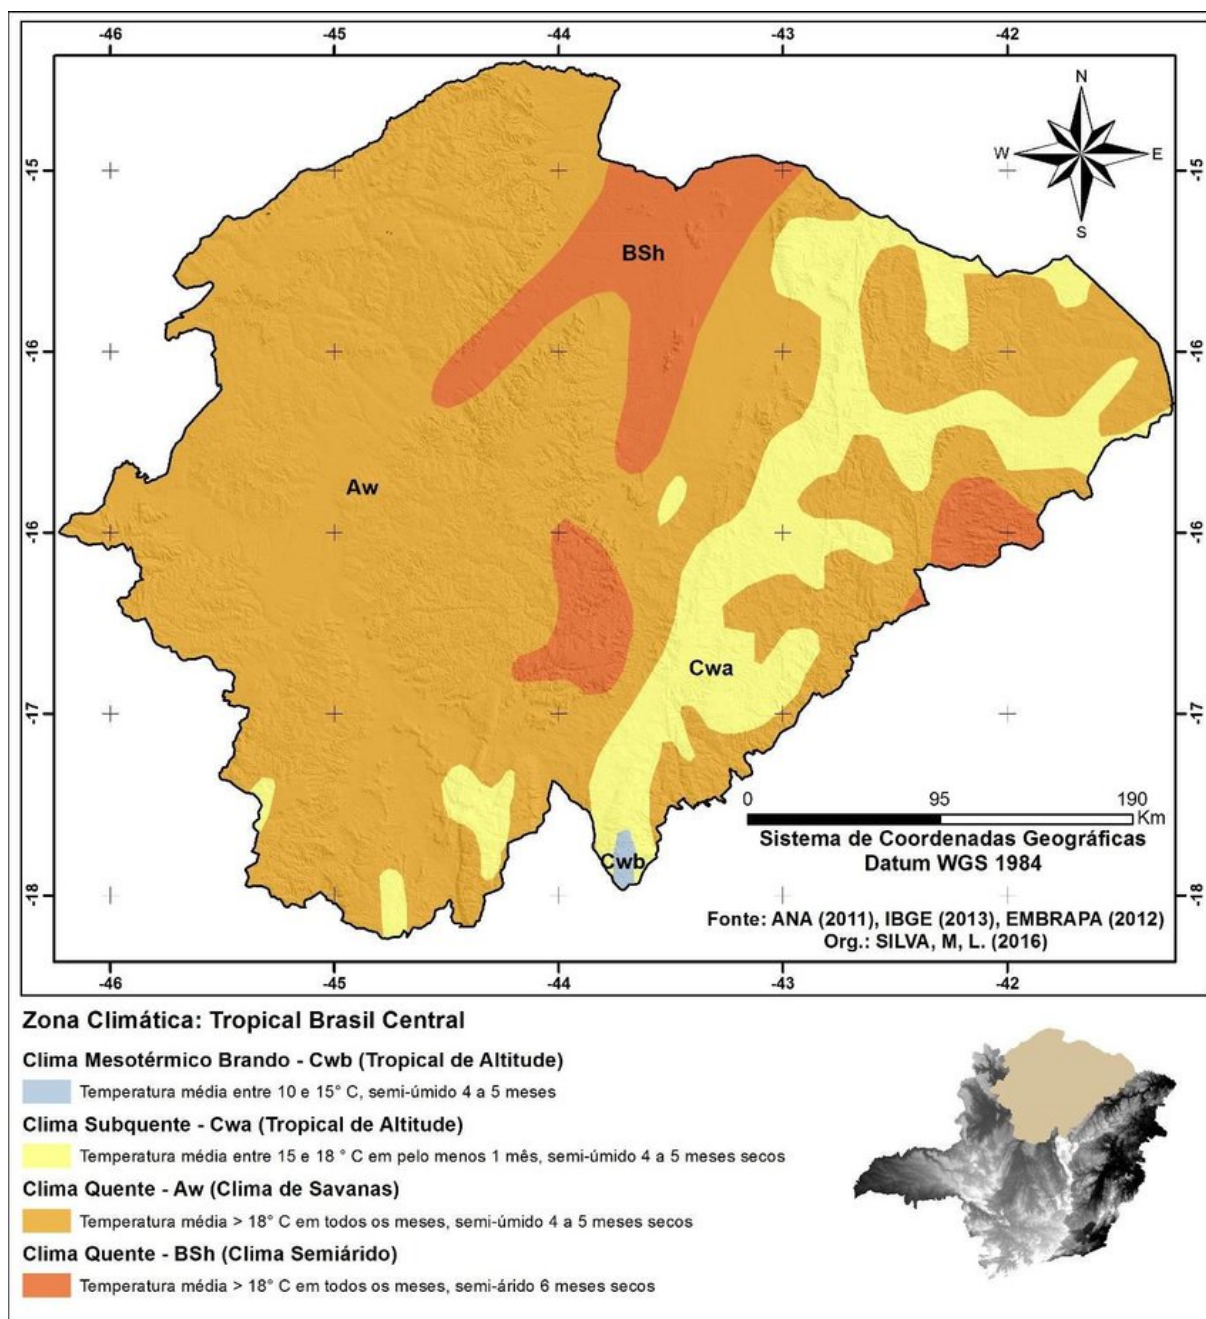 -46 -45 -44 -43 -42
N
W E
S
-15 -15
BSh
-16 -16
Aw
-16 -16
Cwa
-17 -17
0 95 190
Km
Sistema de Coordenadas Geográficas
Datum WGS 1984
Cwb
-18 -18
Fonte: ANA (2011), IBGE (2013), EMBRAPA (2012)
Org.: SILVA, M, L. (2016)
-46 -45 -44 -43 -42
Zona Climática: Tropical Brasil Central
Clima Mesotérmico Brando - Cwb (Tropical de Altitude)
Temperatura média entre 10 e 15° C, semi-úmido 4 a 5 meses
Clima Subquente - Cwa (Tropical de Altitude)
Temperatura média entre 15 e 18 ° C em pelo menos 1 mês, semi-úmido 4 a 5 meses secos
Clima Quente - Aw (Clima de Savanas)
Temperatura média > 18° C em todos os meses, semi-úmido 4 a 5 meses secos
Clima Quente - BSh (Clima Semiárido)
Temperatura média > 18° C em todos os meses, semi-árido 6 meses secos